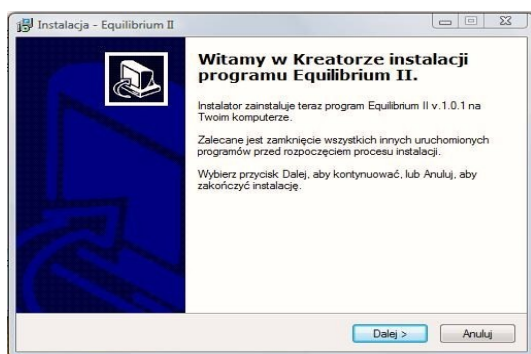 Instalacja - Equilibrium II
Witamy w Kreatorze instalacji
programu Equilibrium II.
Instalator zainstaluje teraz program Equilibrium II v.1.0.1 na
Twoim komputerze.
Zalecane jest zamknięcie wszystkich innych uruchomionych
programów przed rozpoczęciem procesu instalacji.
Wybierz przycisk Dalej, aby kontynuować, lub Anuluj, aby
zakończyć instalację.
Dalej >
Anuluj